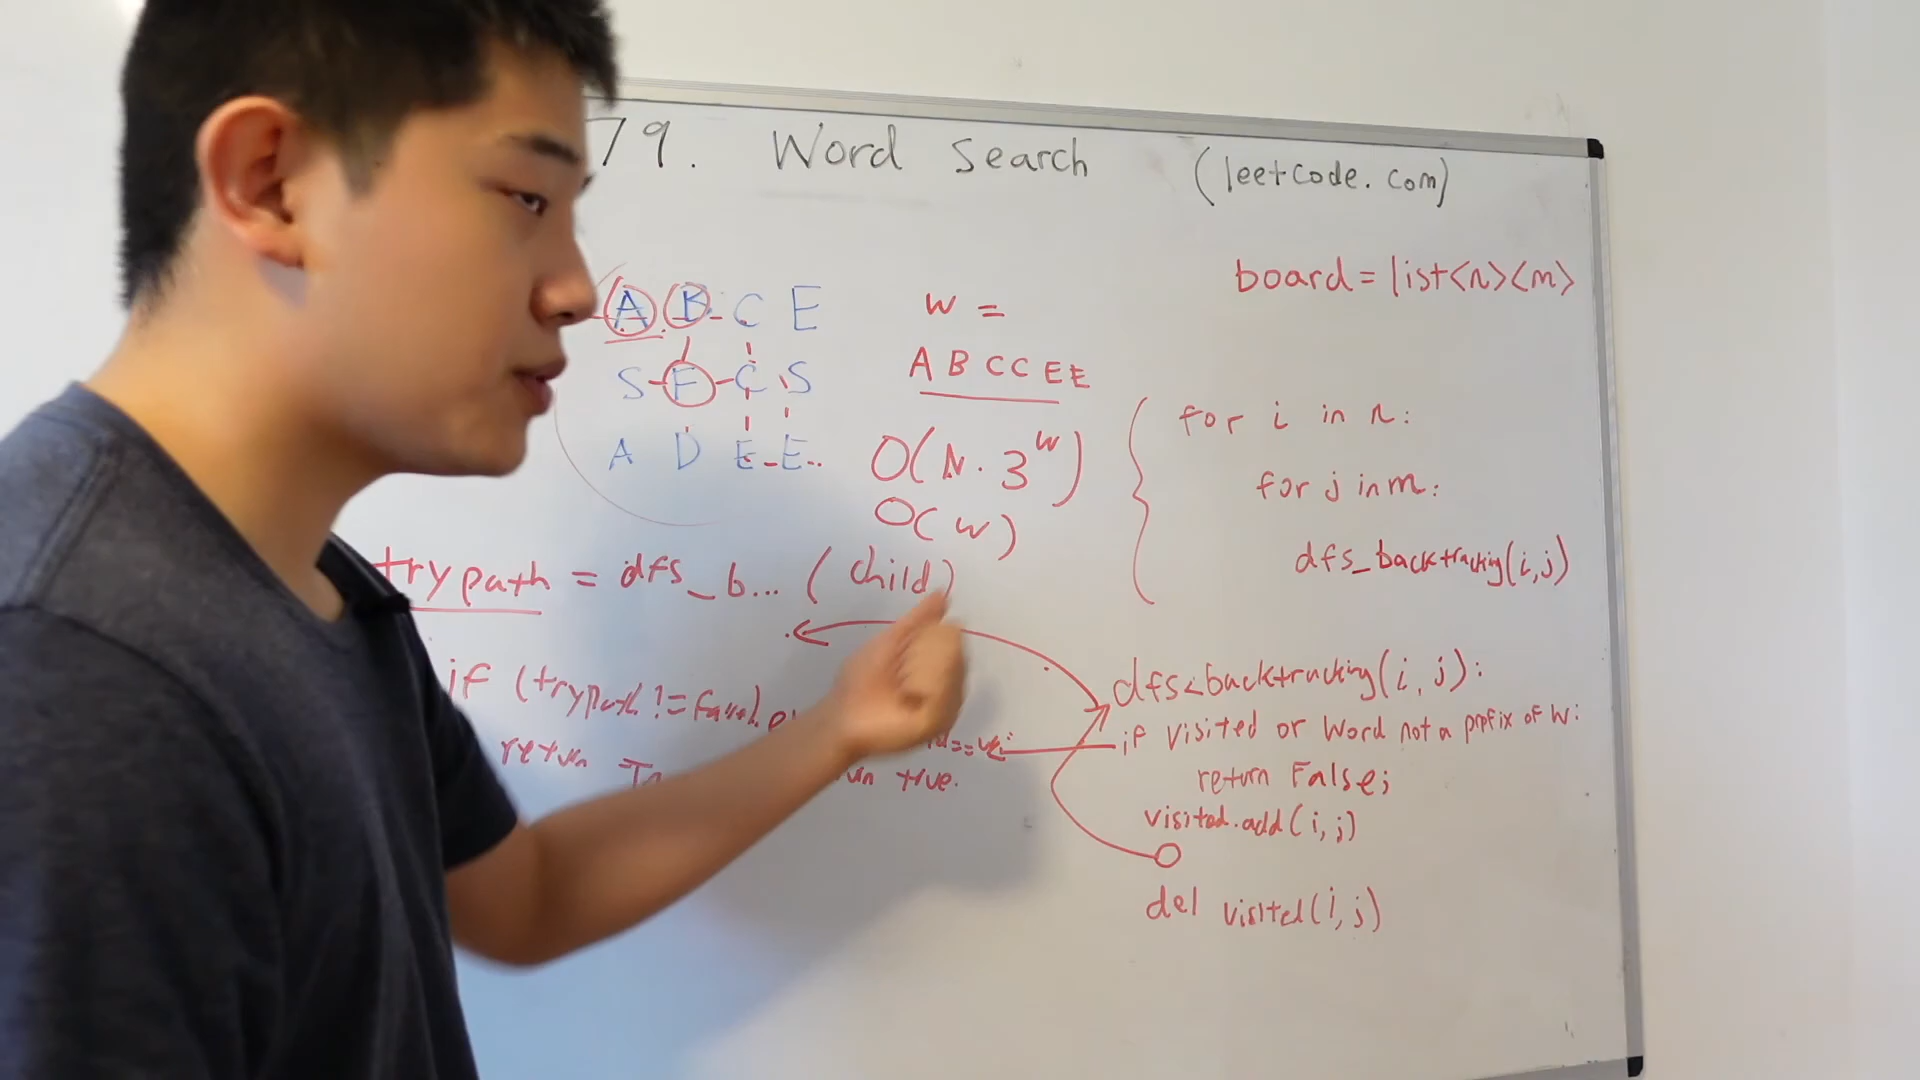 79. Word Search (leetcode.com)
board = list<n><m>
A B C E
S F C S
A D E E
w =
A B C C E E
O(N · 3^W)
O(w)
for i in n:
for j in m:
dfs_backtracking(i,j)
try path = dfs_b... (child)
if (trypath != 
return
return true.
dfs_backtracking(i, j):
if visited or word not a prefix of w:
return False;
visited.add(i,j)
del visited(i,j)